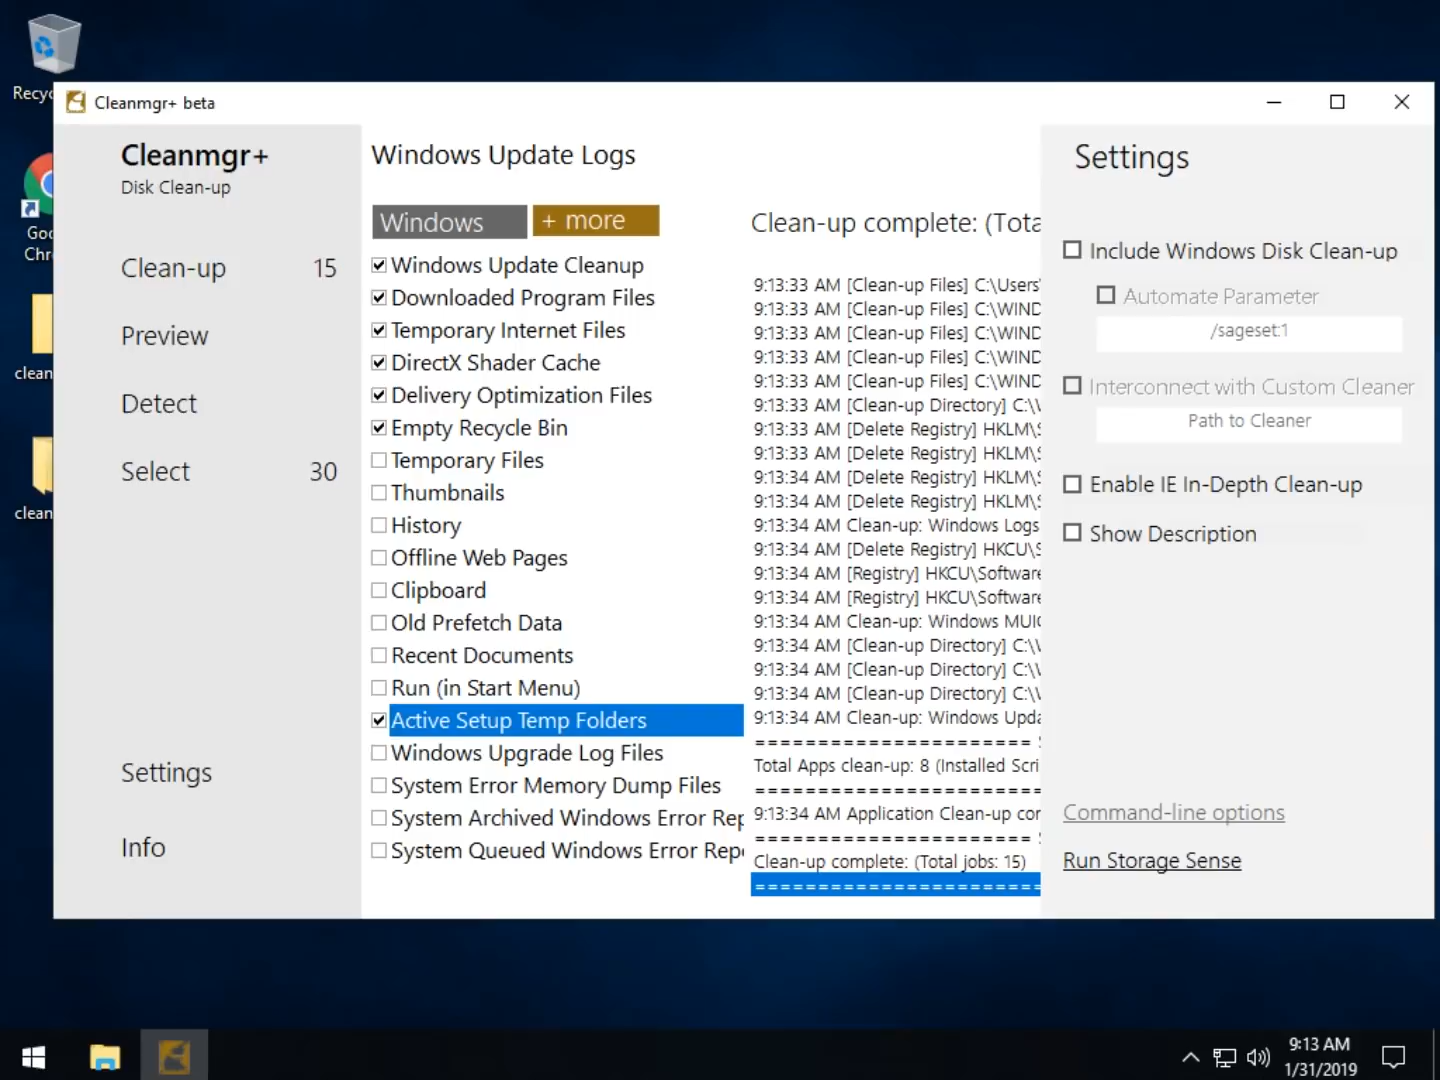 Recyc
Cleanmgr+ beta
Cleanmgr+
Disk Clean-up
Clean-up 15
Preview
Detect
Select 30
Settings
Info
Windows Update Logs
Windows
+ more
Windows Update Cleanup
Downloaded Program Files
Temporary Internet Files
DirectX Shader Cache
Delivery Optimization Files
Empty Recycle Bin
Temporary Files
Thumbnails
History
Offline Web Pages
Clipboard
Old Prefetch Data
Recent Documents
Run (in Start Menu)
Active Setup Temp Folders
Windows Upgrade Log Files
System Error Memory Dump Files
System Archived Windows Error Rep
System Queued Windows Error Repo
Clean-up complete: (Tota
9:13:33 AM [Clean-up Files] C:\Users\
9:13:33 AM [Clean-up Files] C:\WIND
9:13:33 AM [Clean-up Files] C:\WIND
9:13:33 AM [Clean-up Files] C:\WIND
9:13:33 AM [Clean-up Files] C:\WIND
9:13:33 AM [Clean-up Directory] C:\
9:13:33 AM [Delete Registry] HKLM\S
9:13:33 AM [Delete Registry] HKLM\S
9:13:34 AM [Delete Registry] HKLM\S
9:13:34 AM [Delete Registry] HKLM\S
9:13:34 AM Clean-up: Windows Logs
9:13:34 AM [Delete Registry] HKCU\S
9:13:34 AM [Registry] HKCU\Software
9:13:34 AM [Registry] HKCU\Software
9:13:34 AM Clean-up: Windows MUIC
9:13:34 AM [Clean-up Directory] C:\
9:13:34 AM [Clean-up Directory] C:\
9:13:34 AM [Clean-up Directory] C:\
9:13:34 AM Clean-up: Windows Upda
======================
Total Apps clean-up: 8 (Installed Scri
=======================
9:13:34 AM Application Clean-up cor
======================
Clean-up complete: (Total jobs: 15)
=======================
Settings
Include Windows Disk Clean-up
Automate Parameter
/sageset:1
Interconnect with Custom Cleaner
Path to Cleaner
Enable IE In-Depth Clean-up
Show Description
Command-line options
Run Storage Sense
Goo
Chr
clean
clean
9:13 AM
1/31/2019